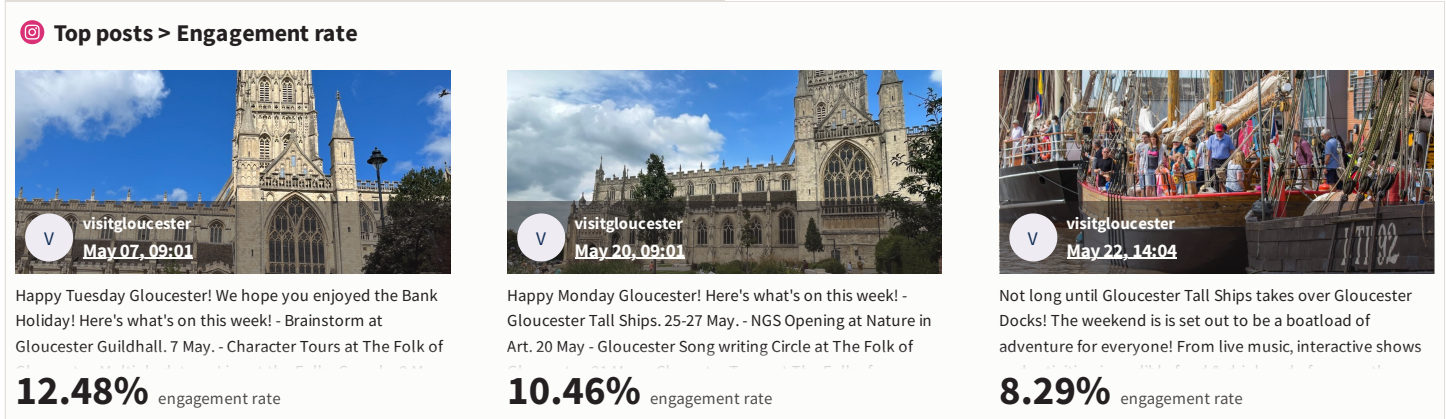 Top posts > Engagement rate
V
visitgloucester
May 07, 09:01
Happy Tuesday Gloucester! We hope you enjoyed the Bank
Holiday! Here's what's on this week! - Brainstorm at
Gloucester Guildhall. 7 May. - Character Tours at The Folk of
12.48% engagement rate
V
visitgloucester
May 20, 09:01
Happy Monday Gloucester! Here's what's on this week! -
Gloucester Tall Ships. 25-27 May. - NGS Opening at Nature in
Art. 20 May - Gloucester Song writing Circle at The Folk of
10.46% engagement rate
V
visitgloucester
May 22, 14:04
Not long until Gloucester Tall Ships takes over Gloucester
Docks! The weekend is is set out to be a boatload of
adventure for everyone! From live music, interactive shows
8.29% engagement rate